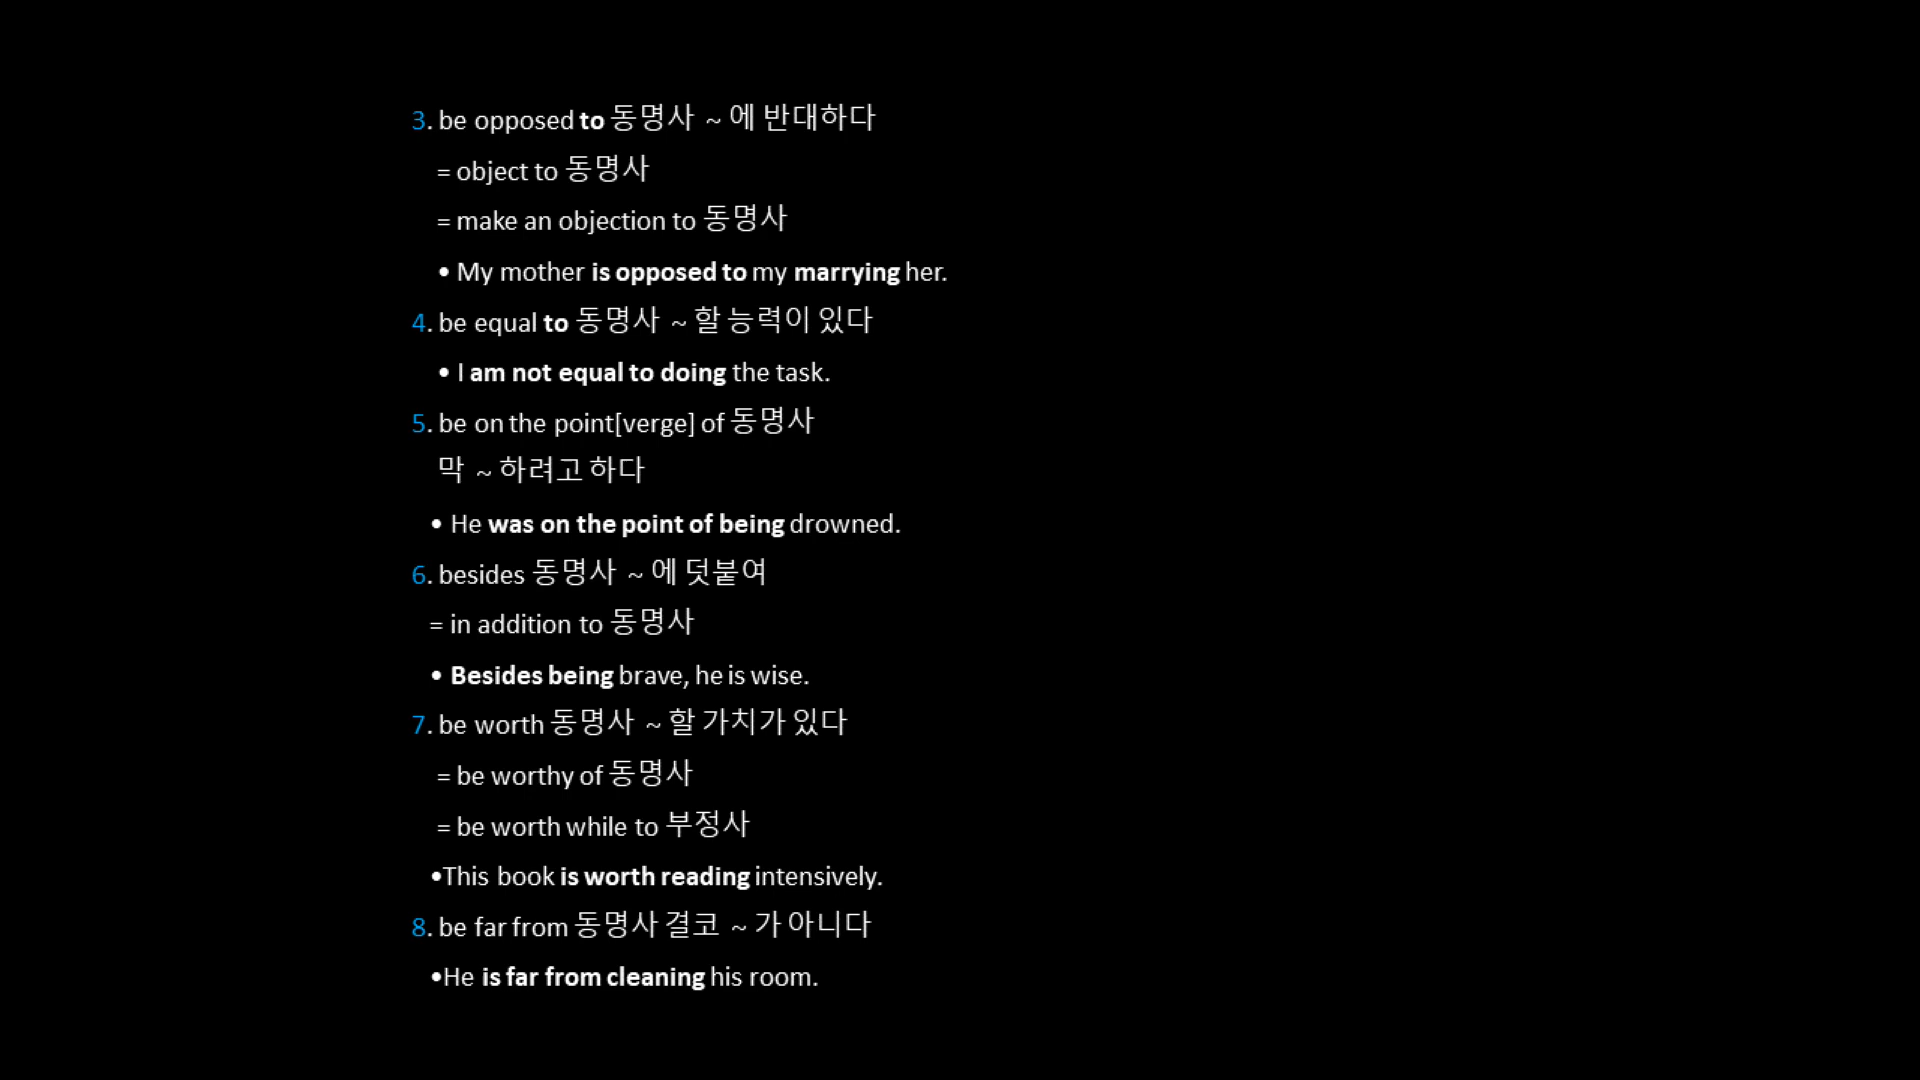 3. be opposed to 동명사 ~ 에 반대하다
= object to 동명사
= make an objection to 동명사
• My mother is opposed to my marrying her.
4. be equal to 동명사 ~ 할 능력이 있다
• I am not equal to doing the task.
5. be on the point[verge] of 동명사
막 ~ 하려고 하다
• He was on the point of being drowned.
6. besides 동명사 ~ 에 덧붙여
= in addition to 동명사
• Besides being brave, he is wise.
7. be worth 동명사 ~ 할 가치가 있다
= be worthy of 동명사
= be worth while to 부정사
•This book is worth reading intensively.
8. be far from 동명사 결코 ~ 가 아니다
•He is far from cleaning his room.